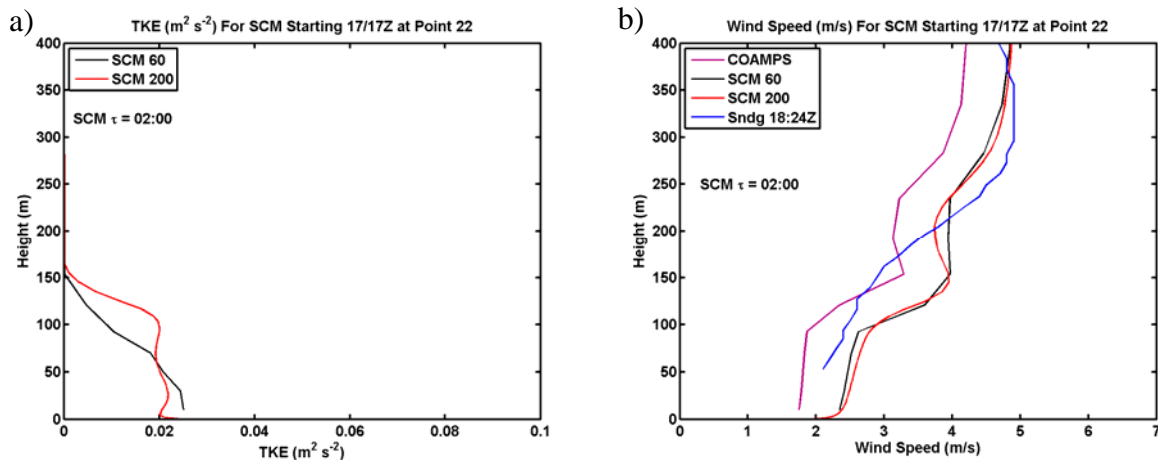 a)
TKE (m² s⁻²) For SCM Starting 17/17Z at Point 22
400
350
300
250
200
150
100
50
0
Height (m)
SCM 60
SCM 200
SCM τ = 02:00
0 0.02 0.04 0.06 0.08 0.1
TKE (m² s⁻²)
b)
Wind Speed (m/s) For SCM Starting 17/17Z at Point 22
400
350
300
250
200
150
100
50
0
Height (m)
COAMPS
SCM 60
SCM 200
Sndg 18:24Z
SCM τ = 02:00
0 1 2 3 4 5 6 7
Wind Speed (m/s)